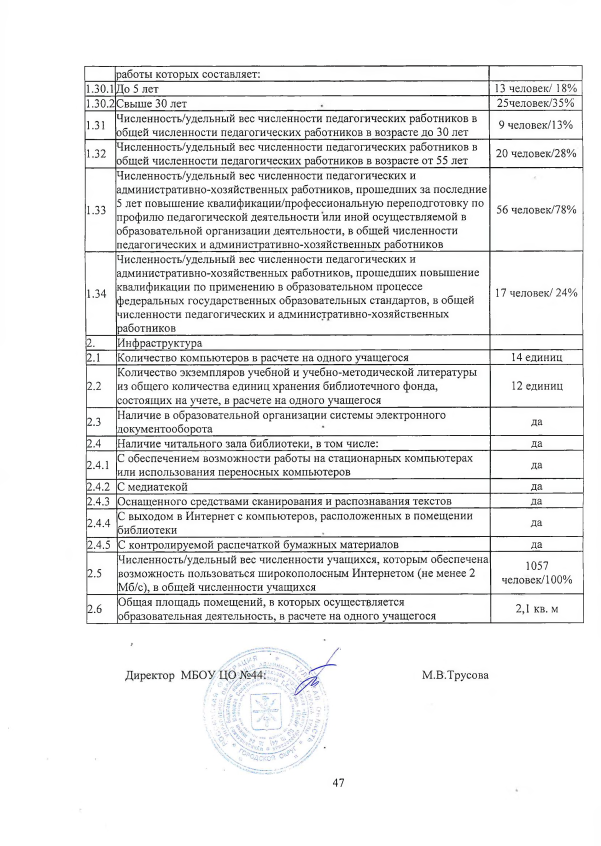 работы которых составляет:
1.30.1 До 5 лет 13 человек/ 18%
1.30.2 Свыше 30 лет 25человек/35%
1.31 Численность/удельный вес численности педагогических работников в
общей численности педагогических работников в возрасте до 30 лет 9 человек/13%
1.32 Численность/удельный вес численности педагогических работников в
общей численности педагогических работников в возрасте от 55 лет 20 человек/28%
Численность/удельный вес численности педагогических и
административно-хозяйственных работников, прошедших за последние
5 лет повышение квалификации/профессиональную переподготовку по
1.33 профилю педагогической деятельности или иной осуществляемой в 56 человек/78%
образовательной организации деятельности, в общей численности
педагогических и административно-хозяйственных работников
Численность/удельный вес численности педагогических и
административно-хозяйственных работников, прошедших повышение
1.34 квалификации по применению в образовательном процессе 17 человек/ 24%
федеральных государственных образовательных стандартов, в общей
численности педагогических и административно-хозяйственных
работников
2. Инфраструктура
2.1 Количество компьютеров в расчете на одного учащегося 14 единиц
Количество экземпляров учебной и учебно-методической литературы
2.2 из общего количества единиц хранения библиотечного фонда, 12 единиц
состоящих на учете, в расчете на одного учащегося
2.3 Наличие в образовательной организации системы электронного
документооборота да
2.4 Наличие читального зала библиотеки, в том числе: да
2.4.1 С обеспечением возможности работы на стационарных компьютерах
или использования переносных компьютеров да
2.4.2 С медиатекой да
2.4.3 Оснащенного средствами сканирования и распознавания текстов да
2.4.4 С выходом в Интернет с компьютеров, расположенных в помещении
библиотеки да
2.4.5 С контролируемой распечаткой бумажных материалов да
Численность/удельный вес численности учащихся, которым обеспечена 1057
2.5 возможность пользоваться широкополосным Интернетом (не менее 2 человек/100%
Мб/с), в общей численности учащихся
2.6 Общая площадь помещений, в которых осуществляется
образовательная деятельность, в расчете на одного учащегося 2,1 кв. м
Директор МБОУ ЦО №44: М.В.Трусова
47